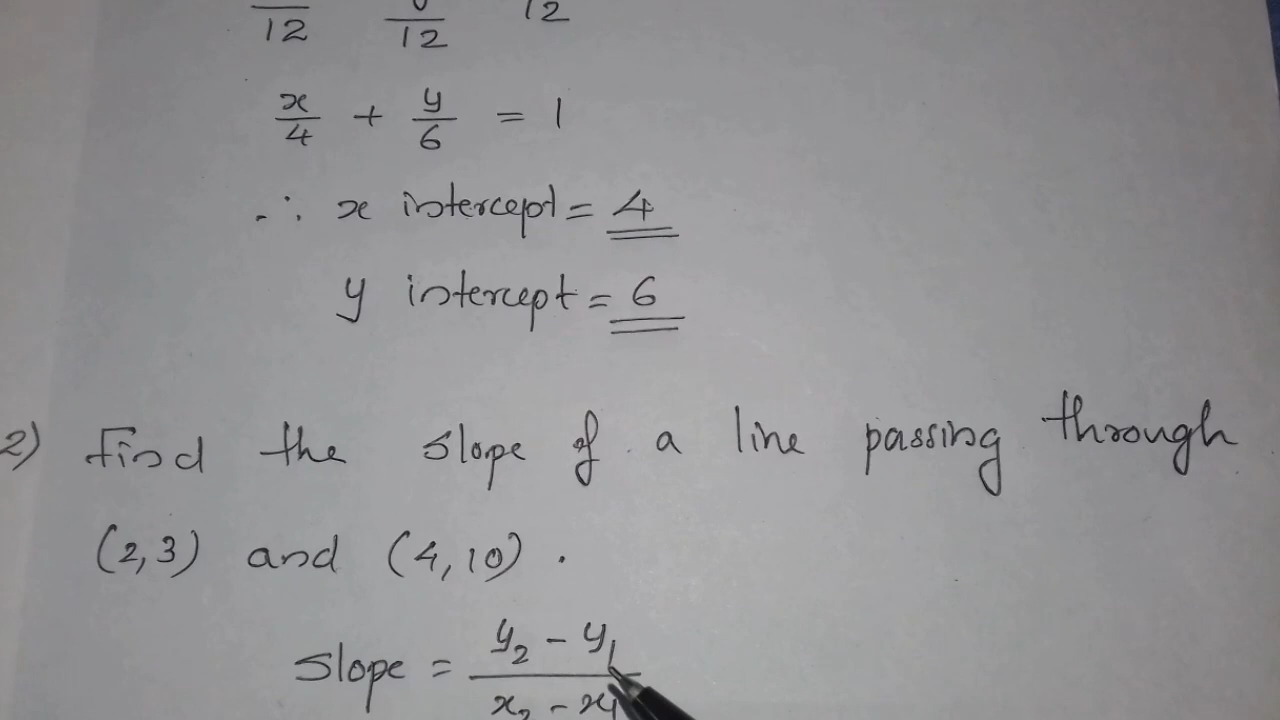 12 12 12
x/4 + y/6 = 1
∴ x intercept = 4
y intercept = 6
2) Find the slope of a line passing through
(2,3) and (4,10).
Slope = y₂ - y₁ / x₂ - x₁